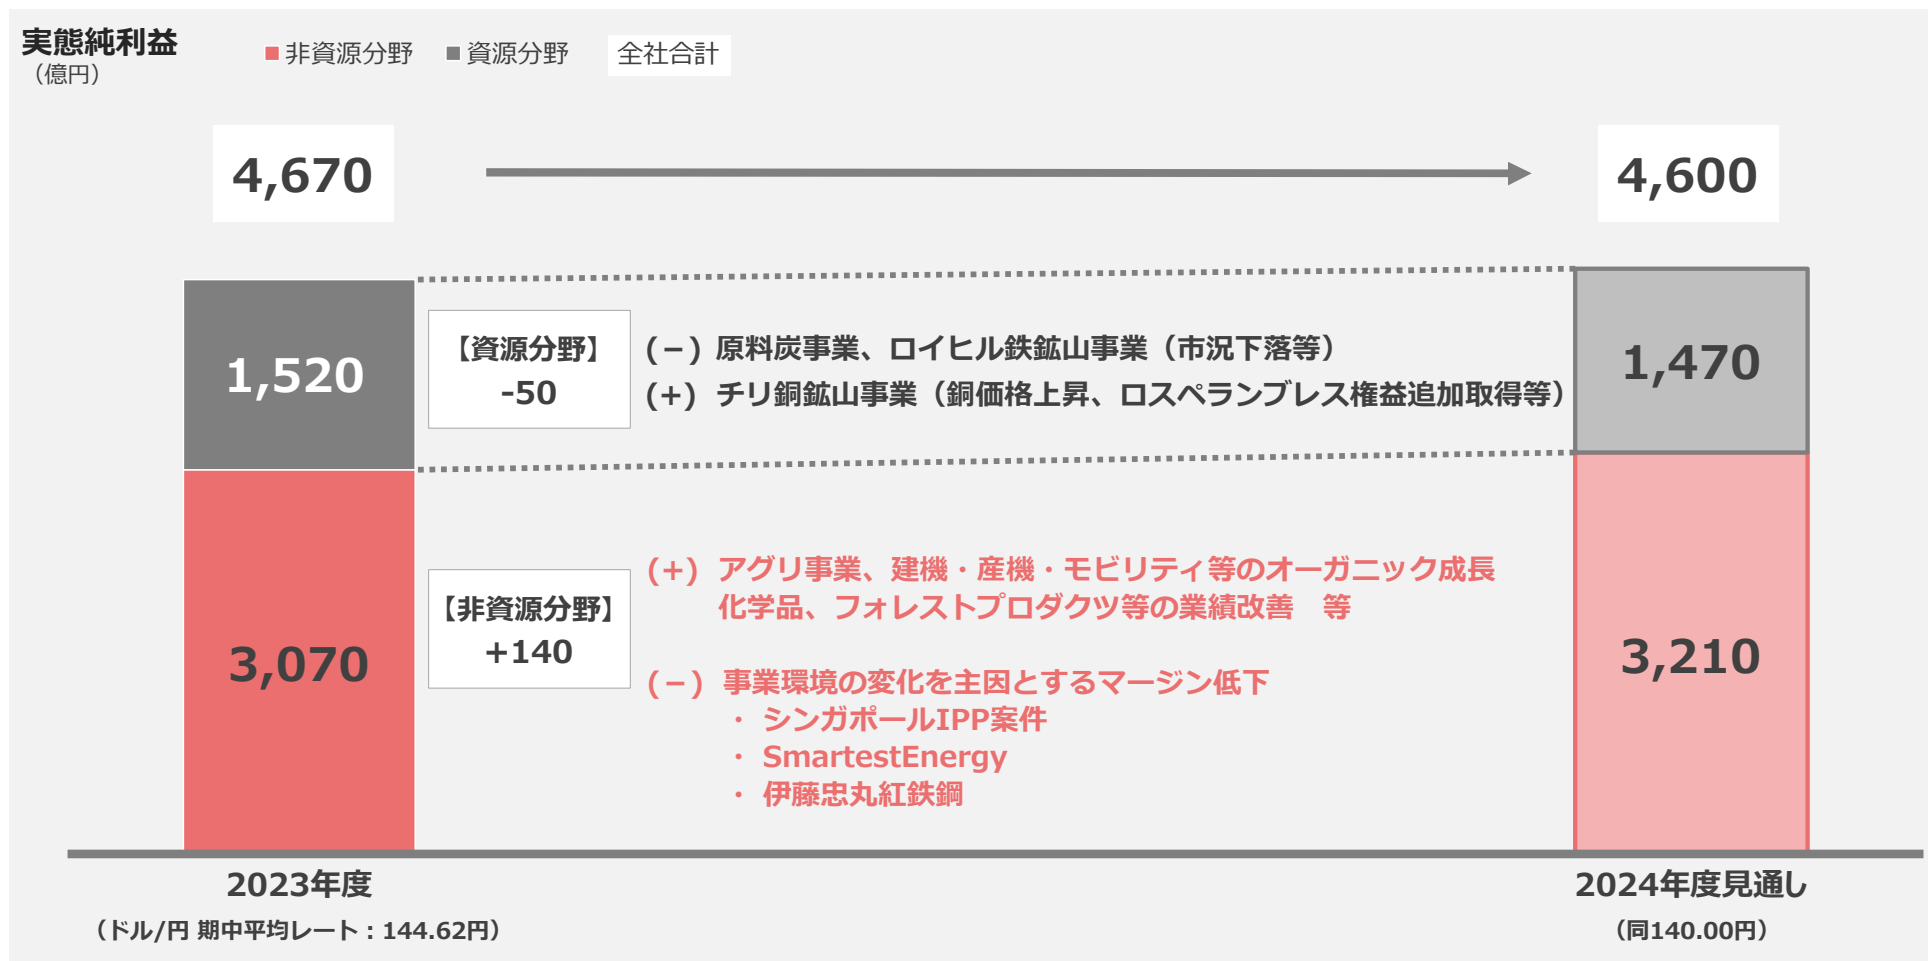 実態純利益
（億円）
非資源分野 資源分野 全社合計
4,670
4,600
1,520
【資源分野】
-50
(－) 原料炭事業、ロイヒル鉄鉱山事業（市況下落等）
(+) チリ銅鉱山事業（銅価格上昇、ロスペランブレス権益追加取得等）
1,470
3,070
【非資源分野】
+140
(+) アグリ事業、建機・産機・モビリティ等のオーガニック成長
化学品、フォレストプロダクツ等の業績改善　等
(－) 事業環境の変化を主因とするマージン低下
・ シンガポールIPP案件
・ SmartestEnergy
・ 伊藤忠丸紅鉄鋼
3,210
2023年度
（ドル/円 期中平均レート：144.62円）
2024年度見通し
（同140.00円）